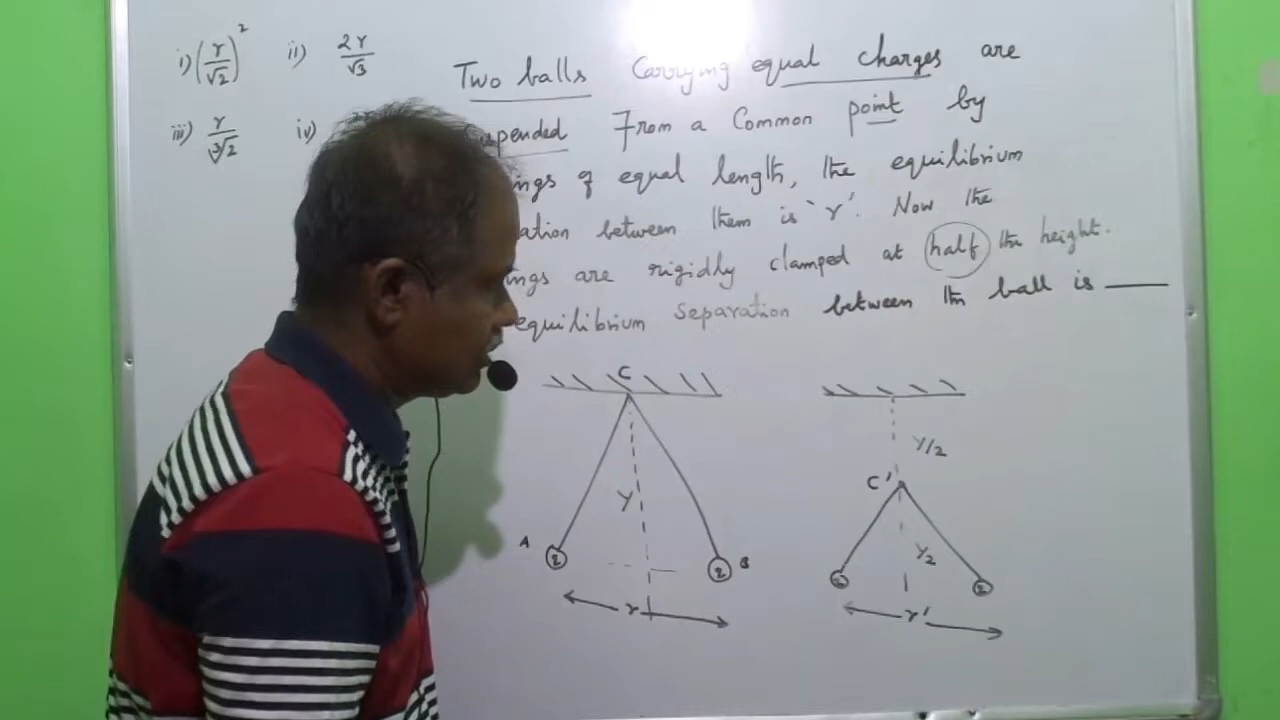 i) (r/√2)² ii) 2r/√3
iii) r/∛2 iv)
Two balls Carrying equal charges are
From a Common point by
of equal length, the equilibrium
between them is 'r'. Now the
are rigidly clamped at half the height.
equilibrium separation between the ball is ____
C
y/2
C'
y
A
B
y/2
r
r'